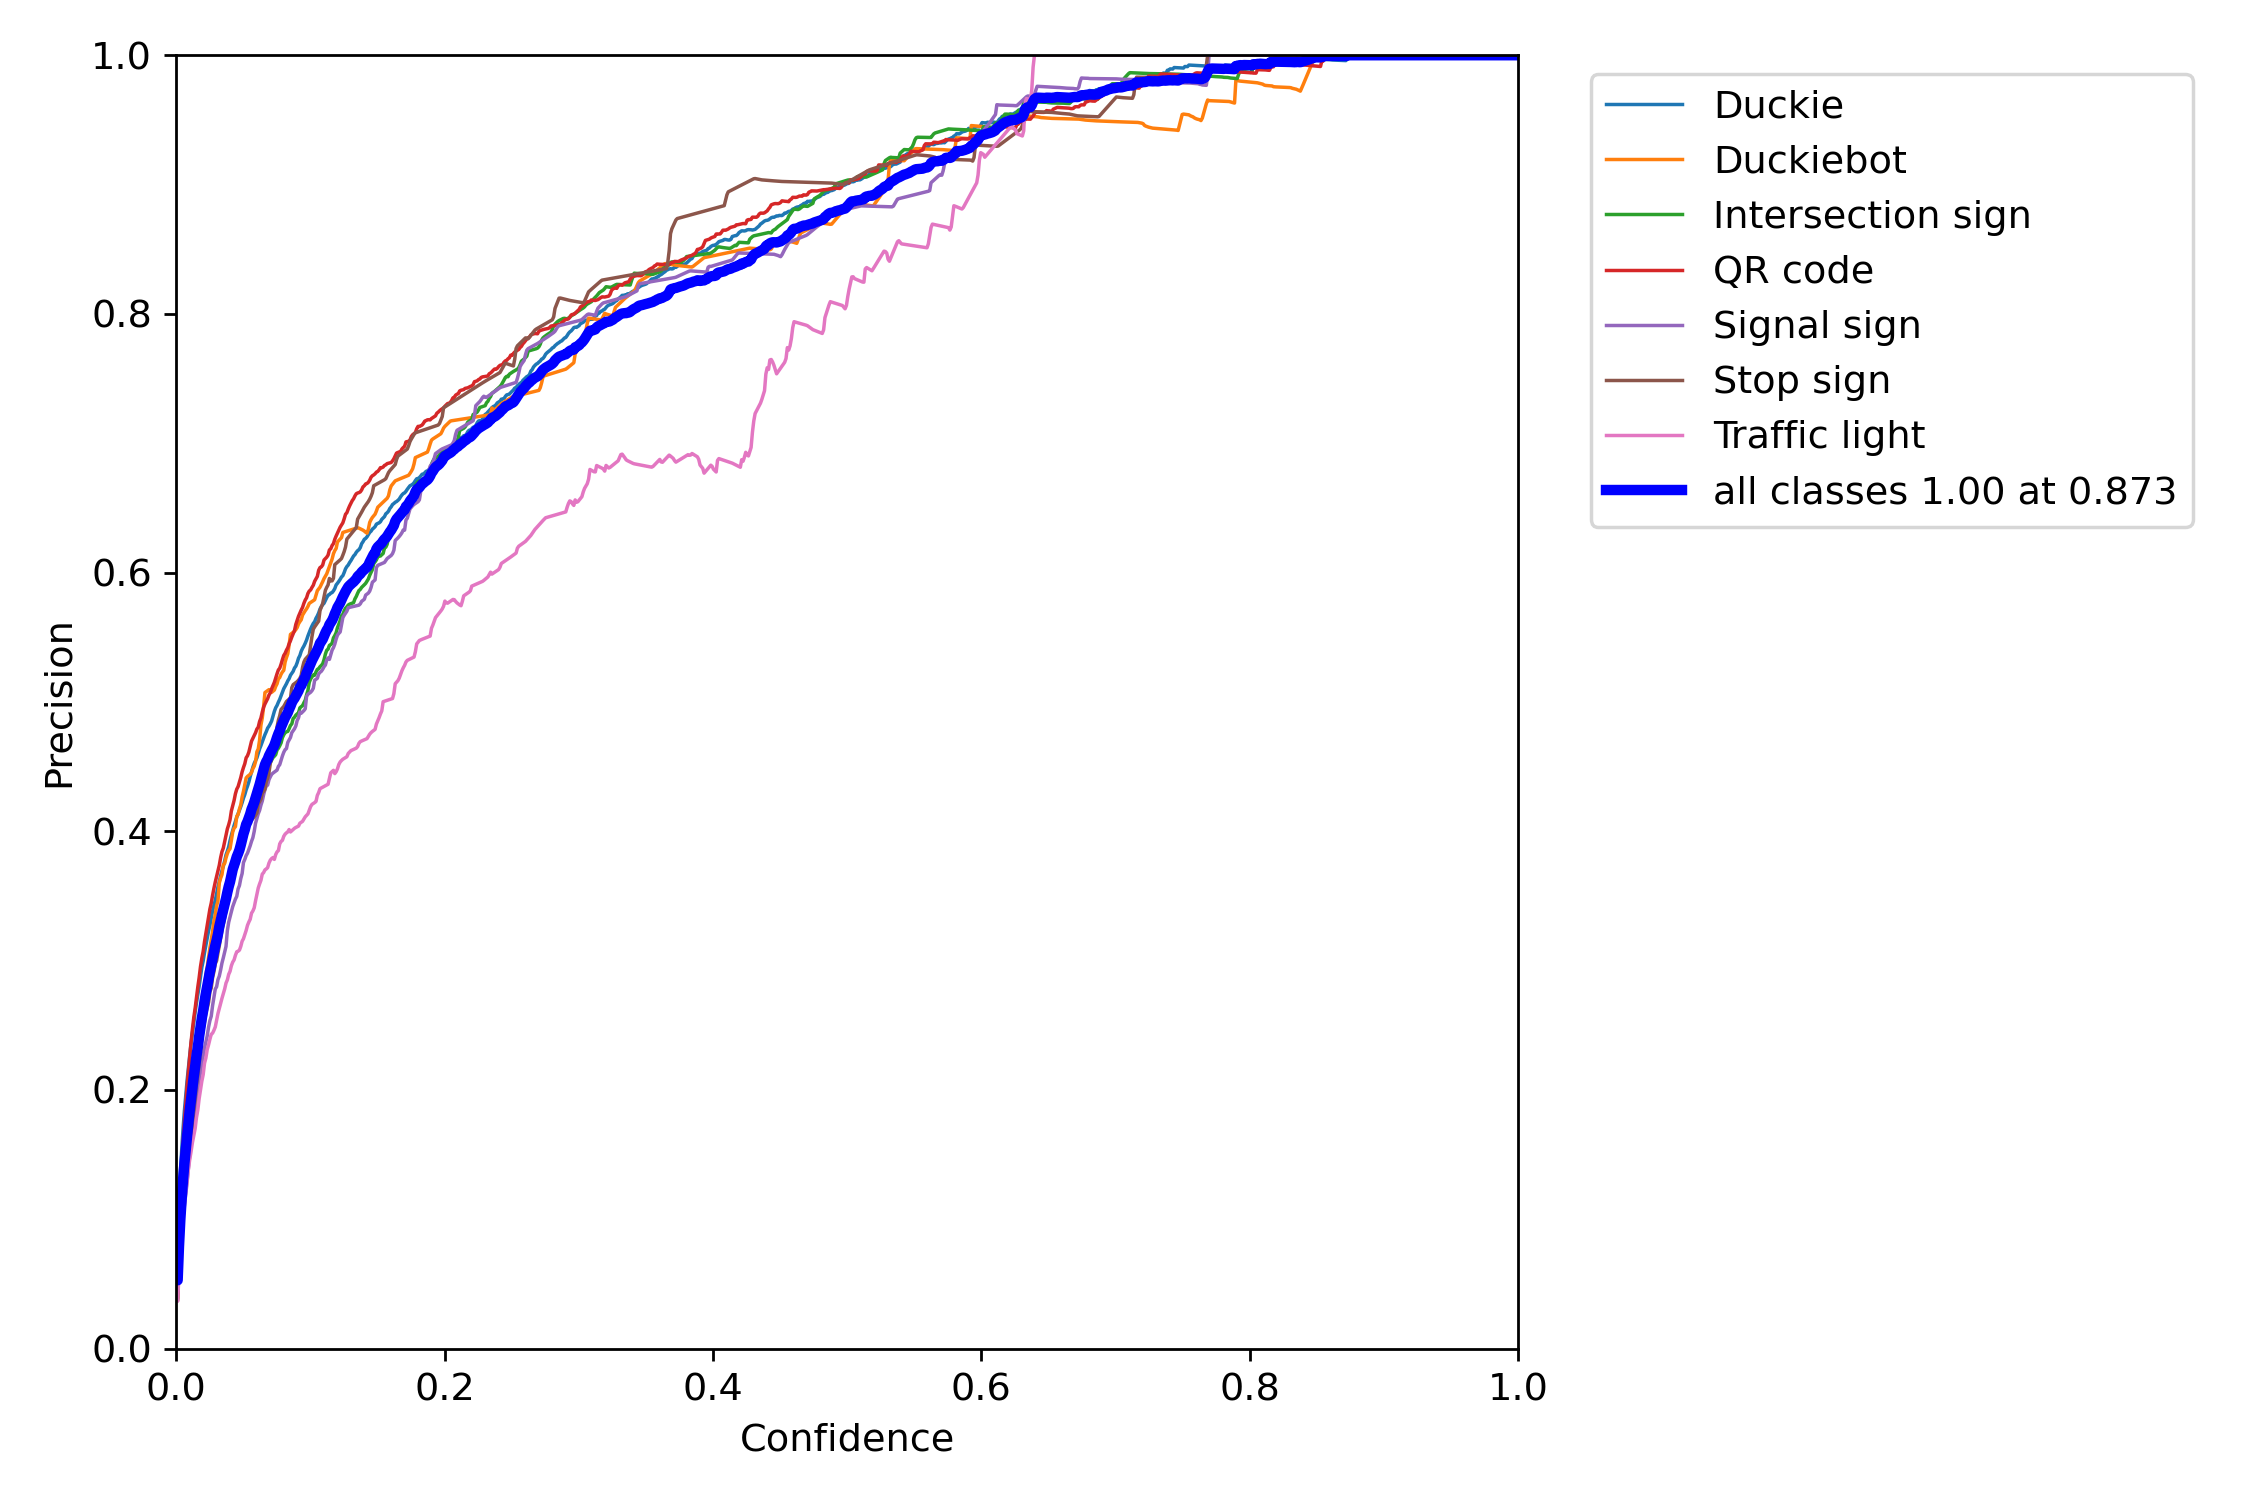 1.0
0.8
0.6
0.4
0.2
0.0
Precision
0.0 0.2 0.4 0.6 0.8 1.0
Confidence
Duckie
Duckiebot
Intersection sign
QR code
Signal sign
Stop sign
Traffic light
all classes 1.00 at 0.873